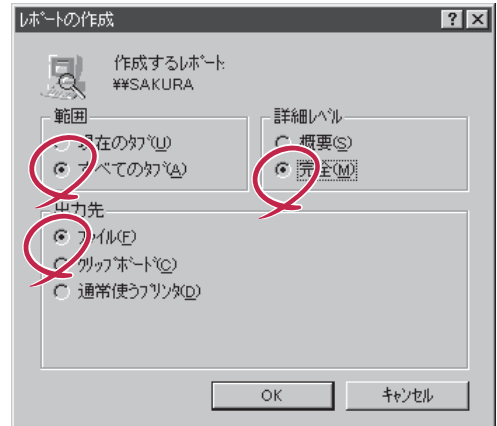 レポートの作成
作成するレポート:
¥¥SAKURA
範囲
現在のタブ(U)
すべてのタブ(A)
詳細レベル
概要(S)
完全(M)
出力先
ファイル(F)
クリップボード(C)
通常使うプリンタ(D)
OK
キャンセル